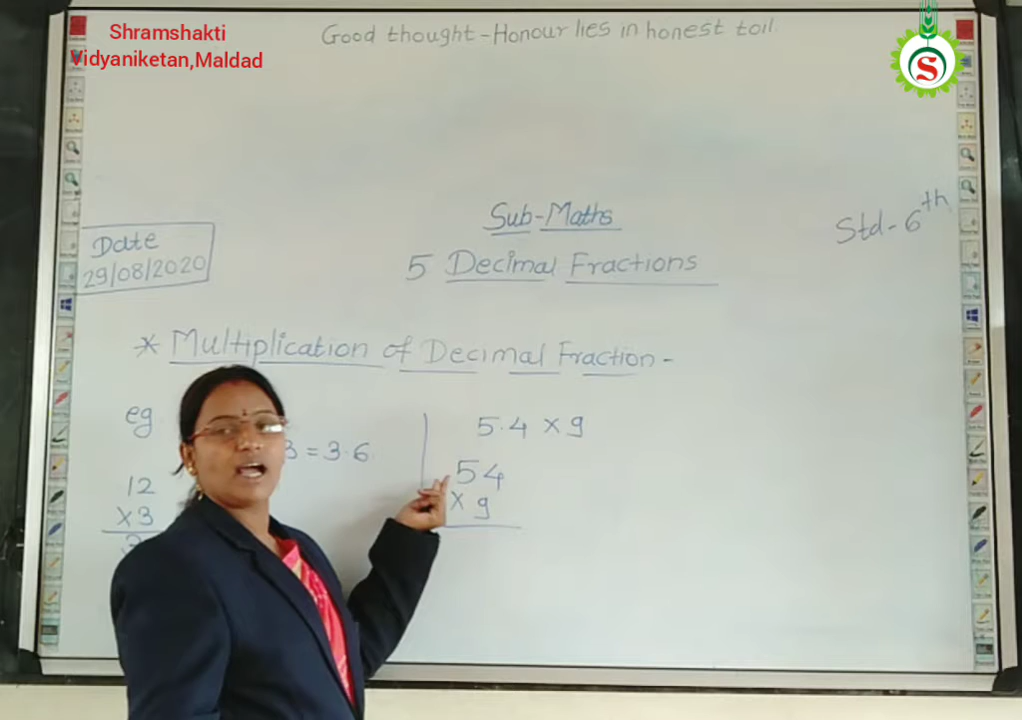 Shramshakti
Vidyaniketan,Maldad
Good thought - Honour lies in honest toil
S
Sub-Maths
Std- 6th
Date
29/08/2020
5 Decimal Fractions
* Multiplication of Decimal Fraction -
eg
3 = 3.6
12
x3
5.4 x 9
54
x 9